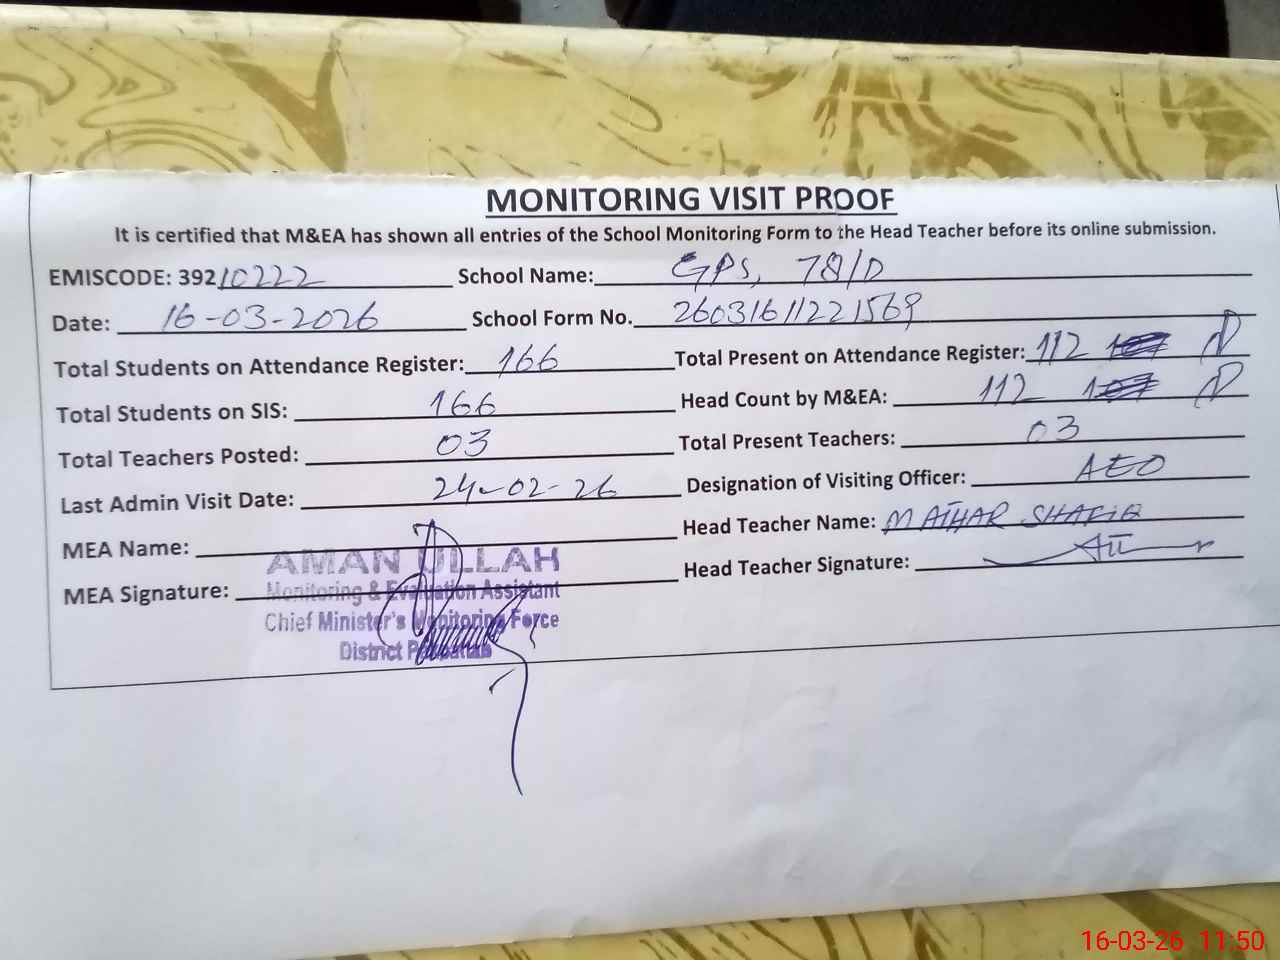 MONITORING VISIT PROOF
It is certified that M&EA has shown all entries of the School Monitoring Form to the Head Teacher before its online submission.
EMISCODE: 39210222 School Name: GPS, 78/D
Date: 16-03-2026 School Form No. 26031611221569
Total Students on Attendance Register: 166 Total Present on Attendance Register: 112
Total Students on SIS: 166 Head Count by M&EA: 112
Total Teachers Posted: 03 Total Present Teachers: 03
Last Admin Visit Date: 24-02-26 Designation of Visiting Officer: AEO
MEA Name: Head Teacher Name: M ATHAR SHAFIQ
MEA Signature: Head Teacher Signature:
AMAN ULLAH
Monitoring & Evaluation Assistant
Chief Minister's Monitoring Force
District
16-03-26 11:50